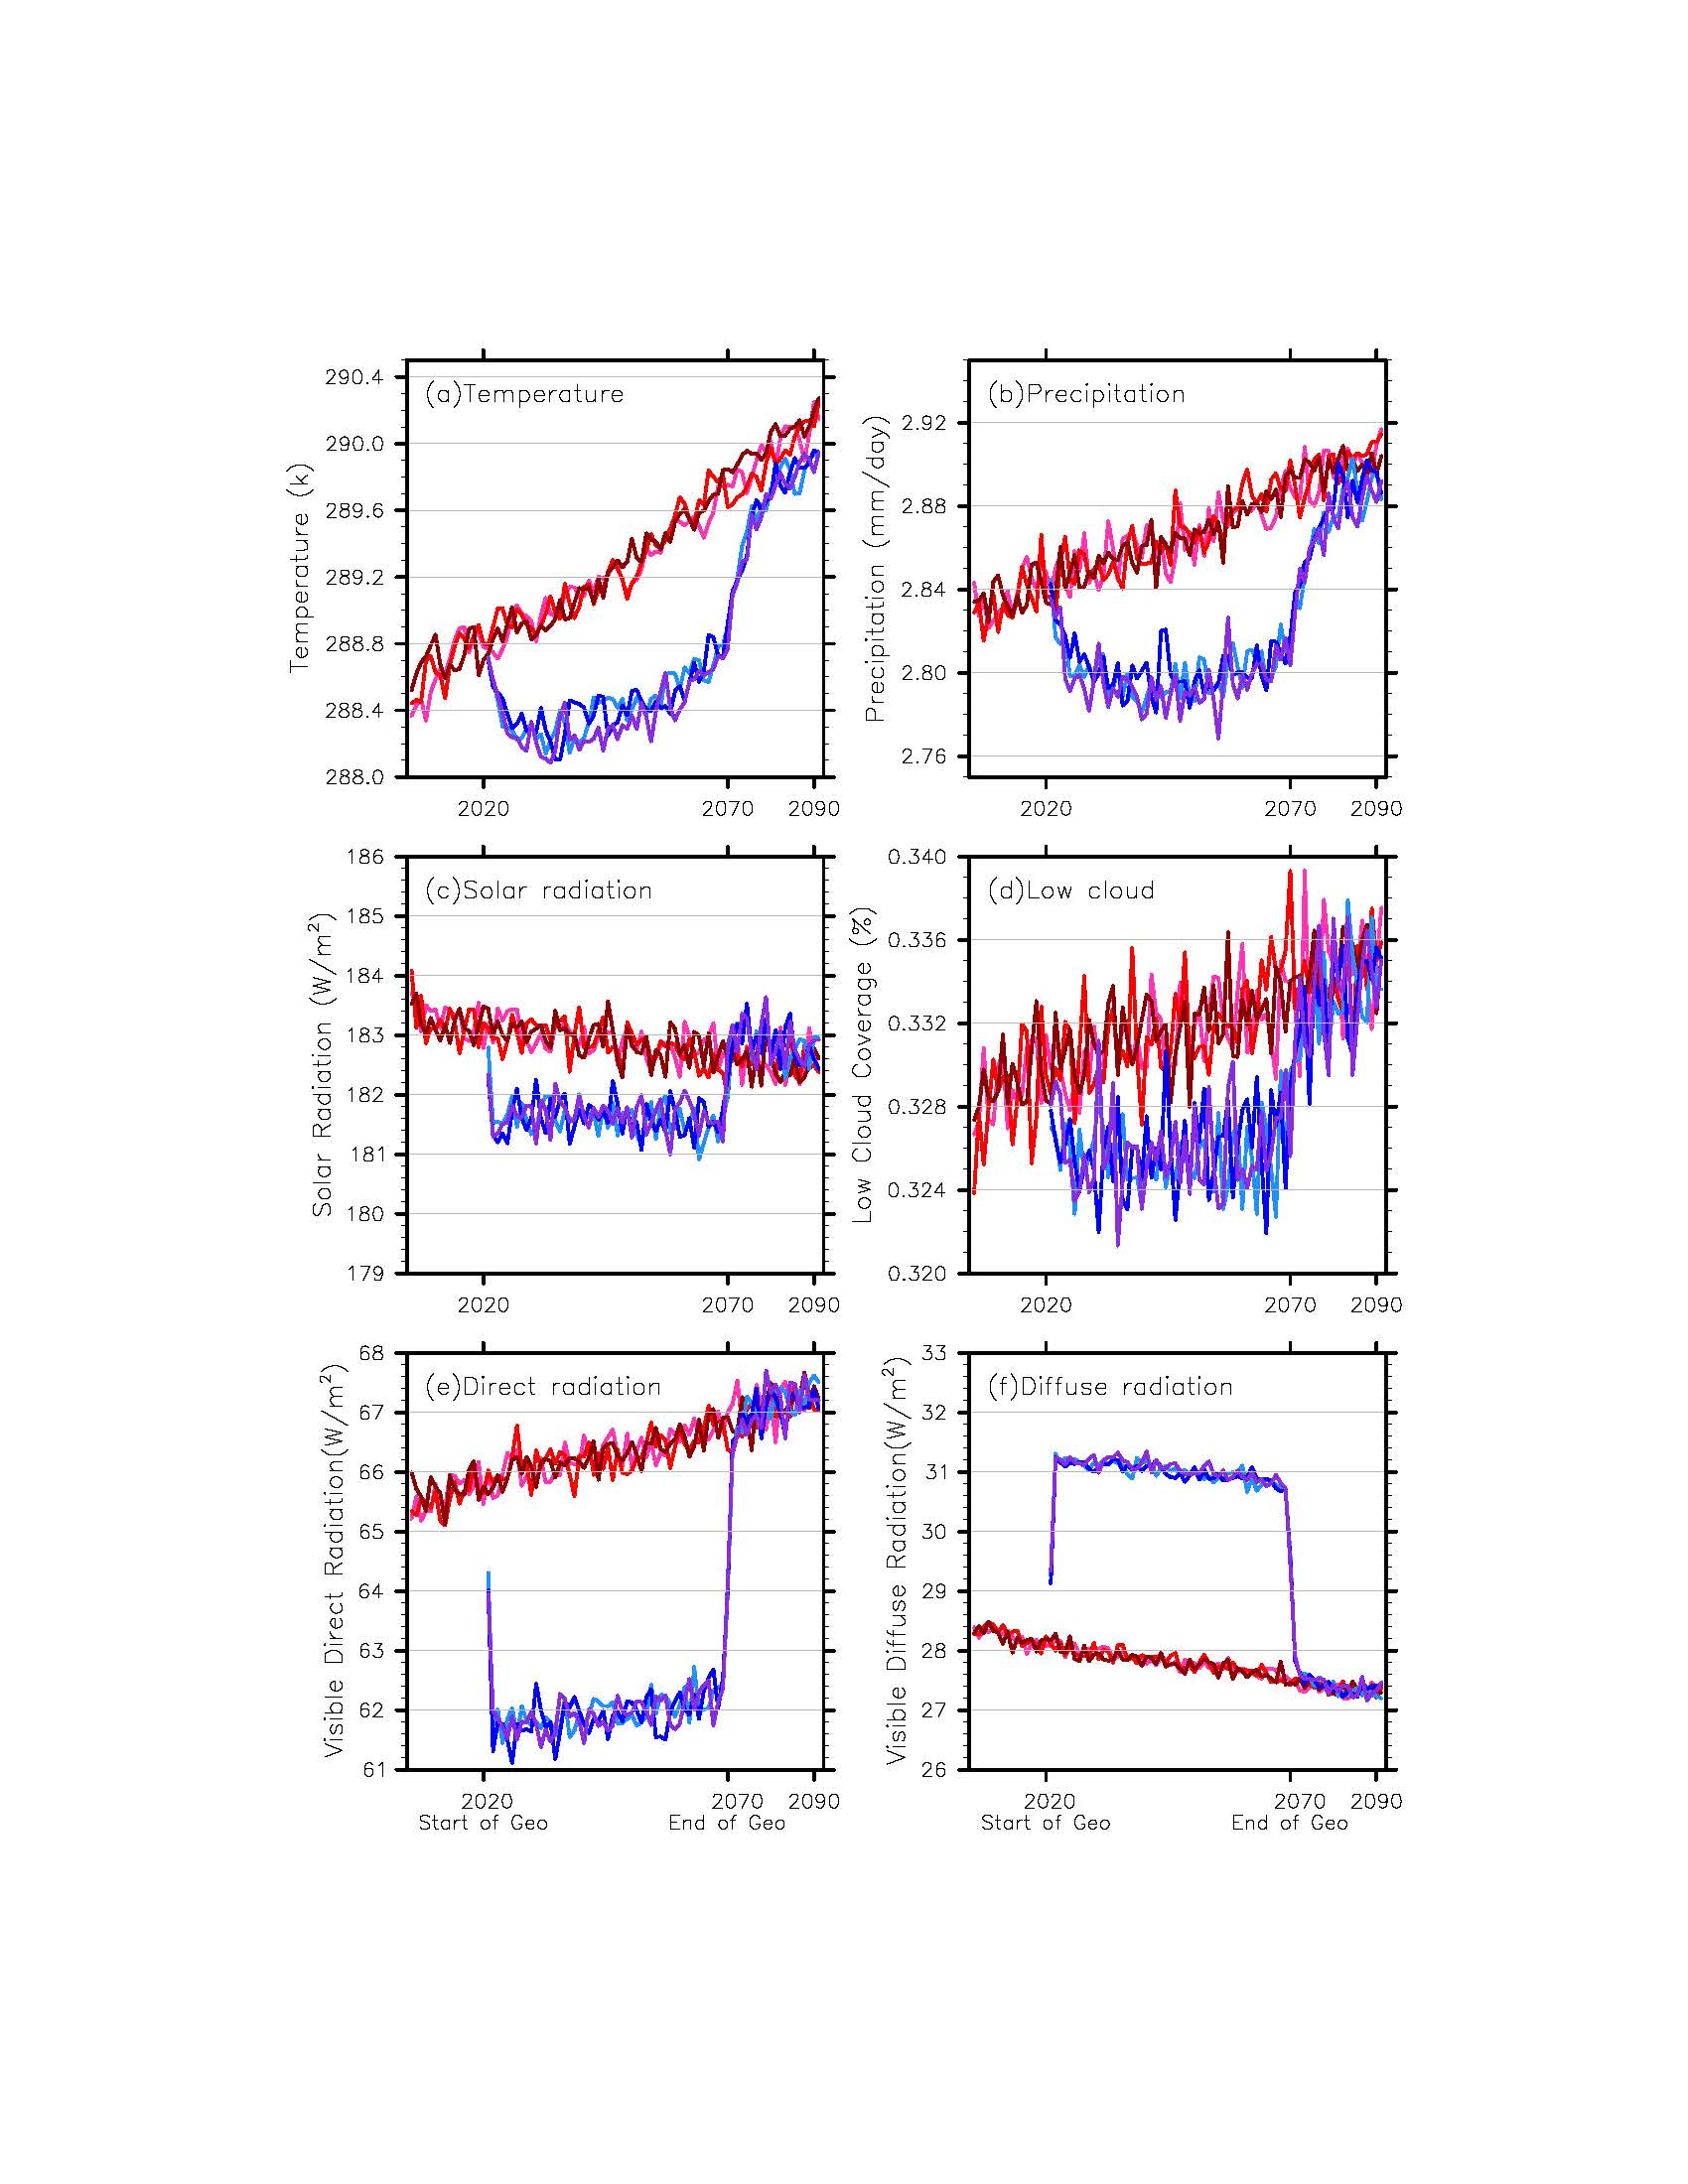 (a)Temperature
Temperature (k)
290.4
290.0
289.6
289.2
288.8
288.4
288.0
2020 2070 2090
(b)Precipitation
Precipitation (mm/day)
2.92
2.88
2.84
2.80
2.76
2020 2070 2090
(c)Solar radiation
Solar Radiation (W/m²)
186
185
184
183
182
181
180
179
2020 2070 2090
(d)Low cloud
Low Cloud Coverage (%)
0.340
0.336
0.332
0.328
0.324
0.320
2020 2070 2090
(e)Direct radiation
Visible Direct Radiation(W/m²)
68
67
66
65
64
63
62
61
2020 2070 2090
Start of Geo End of Geo
(f)Diffuse radiation
Visible Diffuse Radiation(W/m²)
33
32
31
30
29
28
27
26
2020 2070 2090
Start of Geo End of Geo